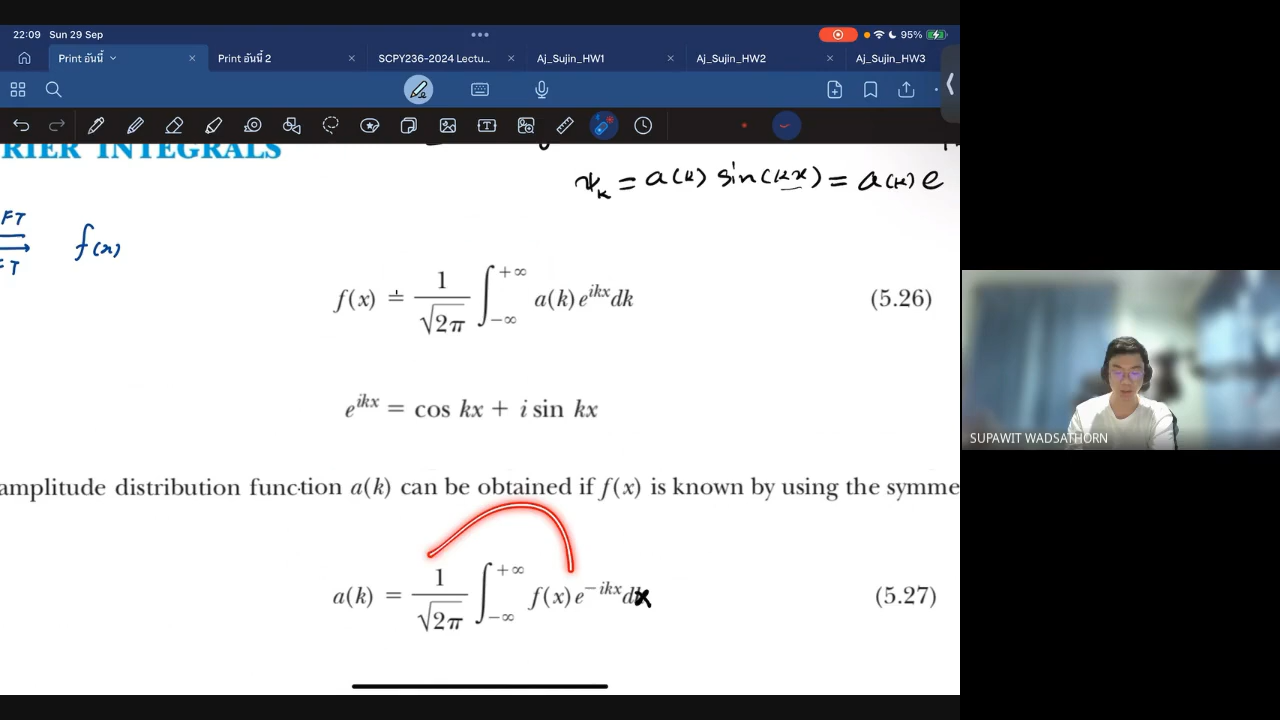 22:09 Sun 29 Sep
95%
Print อันนี้
Print อันนี้ 2
SCPY236-2024 Lectu...
Aj_Sujin_HW1
Aj_Sujin_HW2
Aj_Sujin_HW3
RIER INTEGRALS
ψk = a(k) sin(kx) = a(k) e
FT
FT
f(x)
f(x) = 1/√2π ∫−∞+∞ a(k) e^ikx dk (5.26)
e^ikx = cos kx + i sin kx
amplitude distribution function a(k) can be obtained if f(x) is known by using the symme
a(k) = 1/√2π ∫−∞+∞ f(x) e^−ikx dx (5.27)
SUPAWIT WADSATHORN